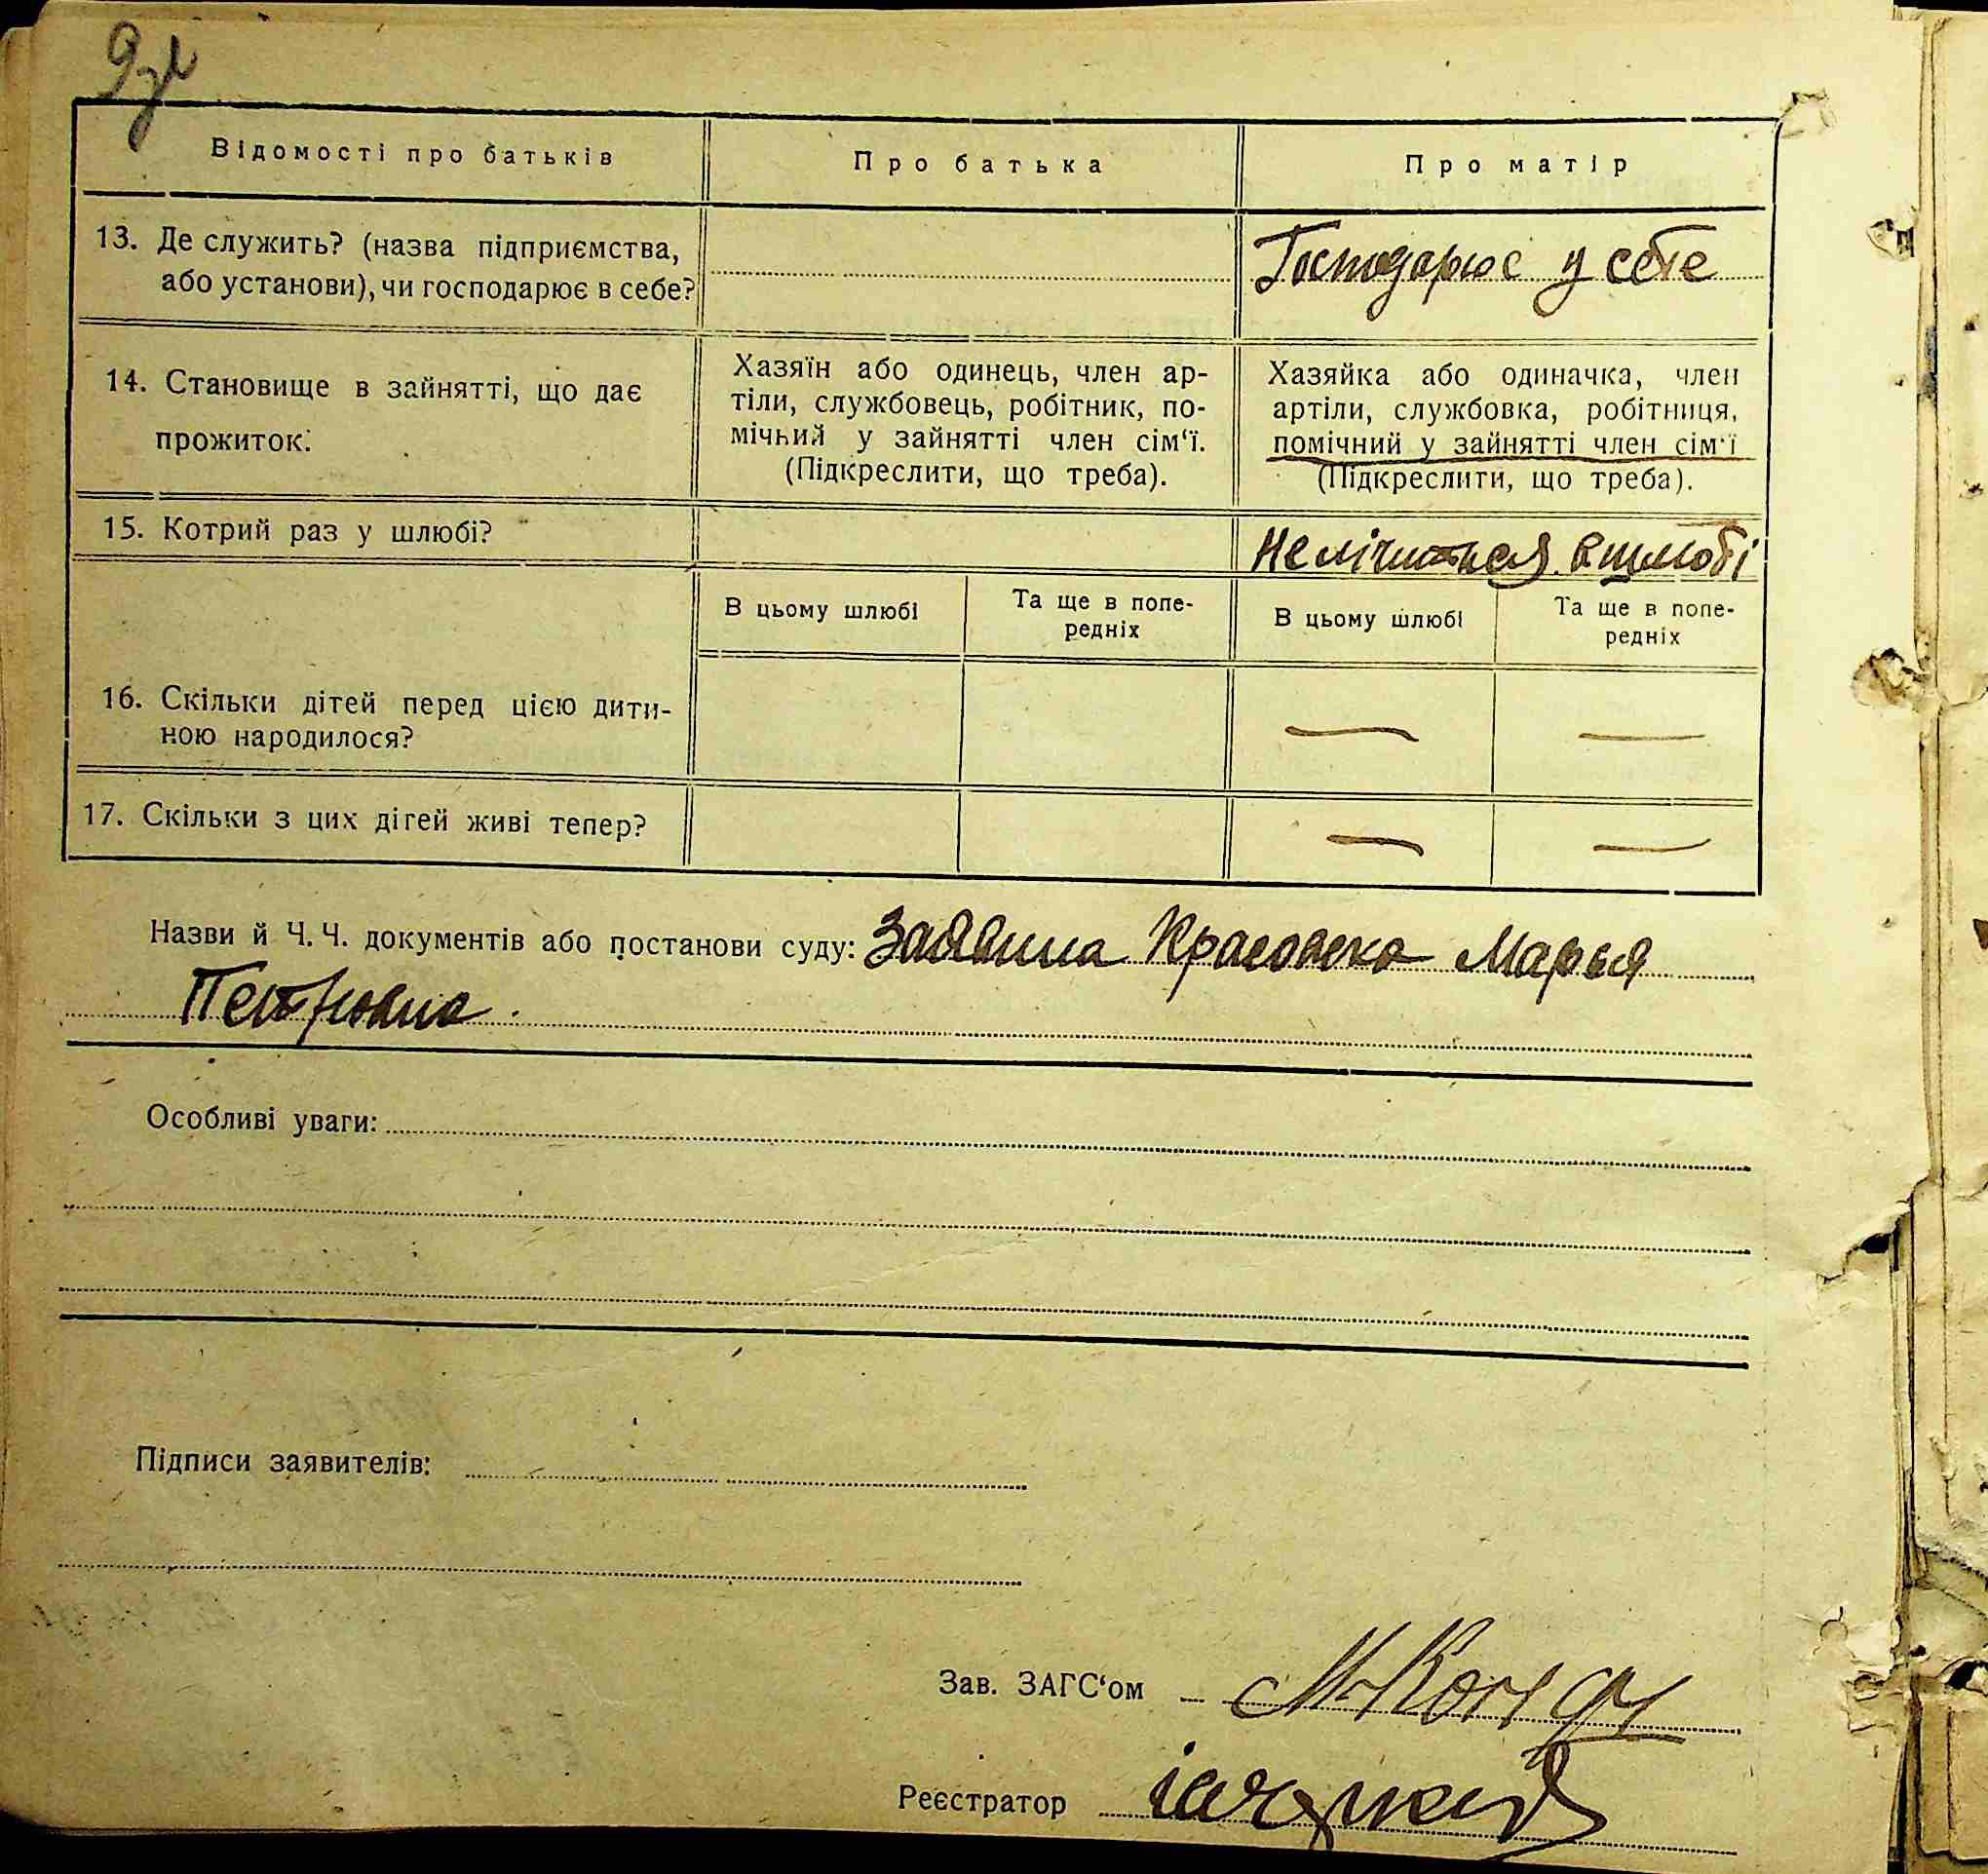 9зв
Відомості про батьків
Про батька
Про матір
13. Де служить? (назва підприємства,
або установи), чи господарює в себе?
Господарює у себе
14. Становище в зайнятті, що дає
прожиток:
Хазяїн або одинець, член ар-
тіли, службовець, робітник, по-
мічний у зайнятті член сім‘ї.
(Підкреслити, що треба).
Хазяйка або одиначка, член
артіли, службовка, робітниця,
помічний у зайнятті член сім‘ї
(Підкреслити, що треба).
15. Котрий раз у шлюбі?
Не лічиться в шлюбі
В цьому шлюбі
Та ще в попе-
редніх
В цьому шлюбі
Та ще в попе-
редніх
16. Скільки дітей перед цією дити-
ною народилося?
— —
17. Скільки з цих дітей живі тепер?
— —
Назви й Ч. Ч. документів або постанови суду: Заявила Красовска Марья
Петровна.
Особливі уваги:
Підписи заявителів:
Зав. ЗАГС‘ом
Реєстратор